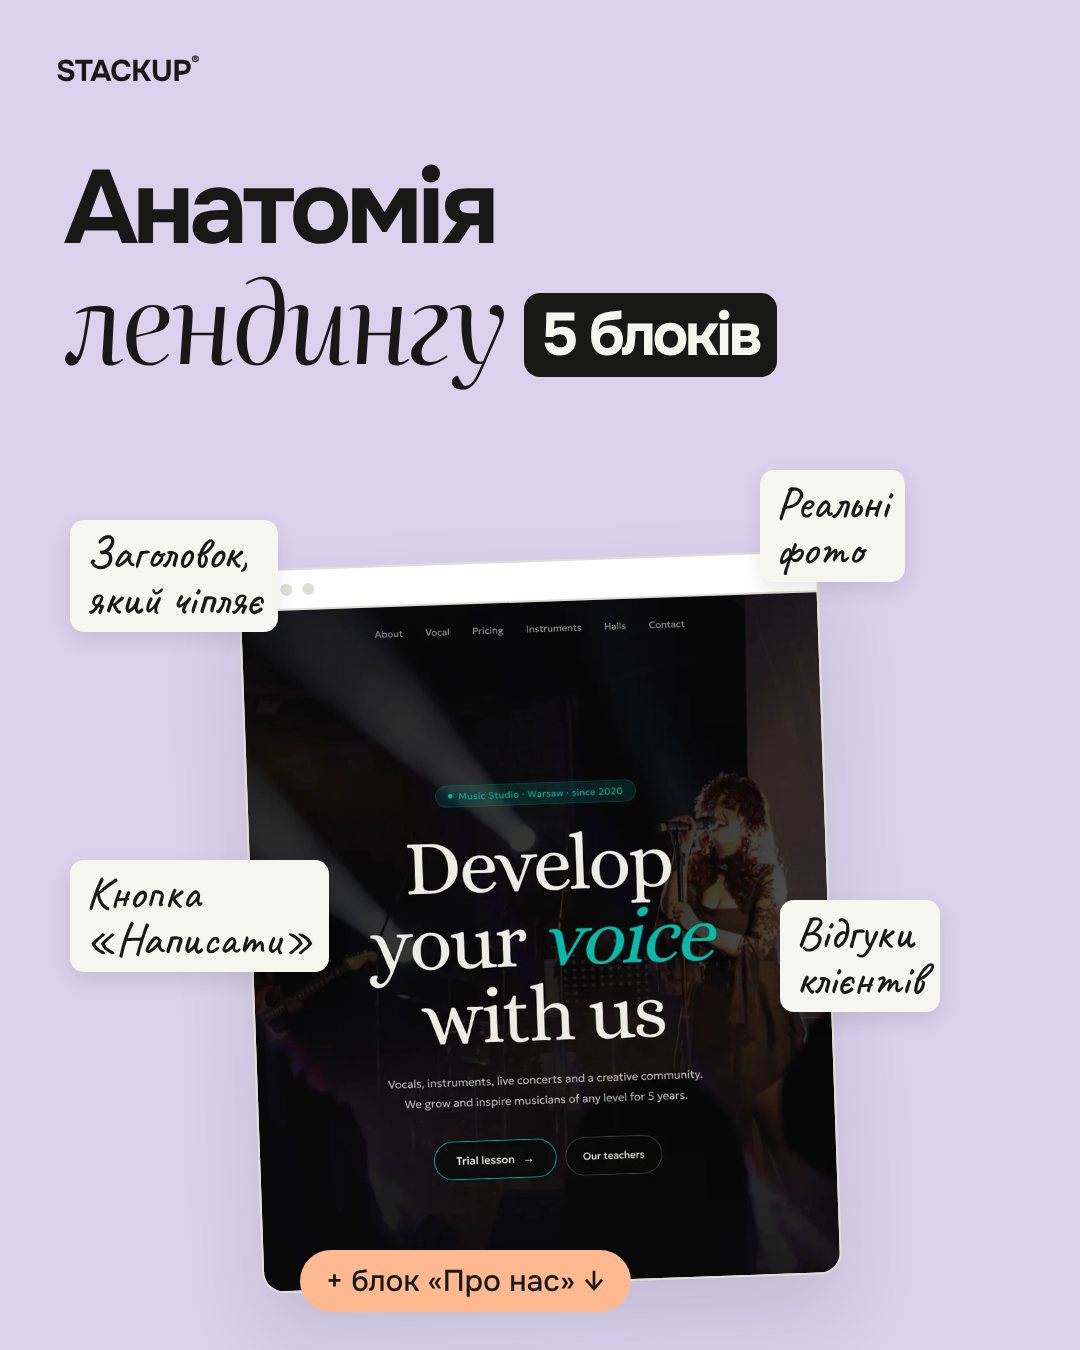 STACKUP®
Анатомія
лендингу
5 блоків
Реальні
фото
Заголовок,
який чіпляє
About Vocal Pricing Instruments Halls Contact
Music Studio · Warsaw · since 2020
Develop
your voice
with us
Кнопка
«Написати»
Відгуки
клієнтів
Vocals, instruments, live concerts and a creative community.
We grow and inspire musicians of any level for 5 years.
Trial lesson →
Our teachers
+ блок «Про нас» ↓